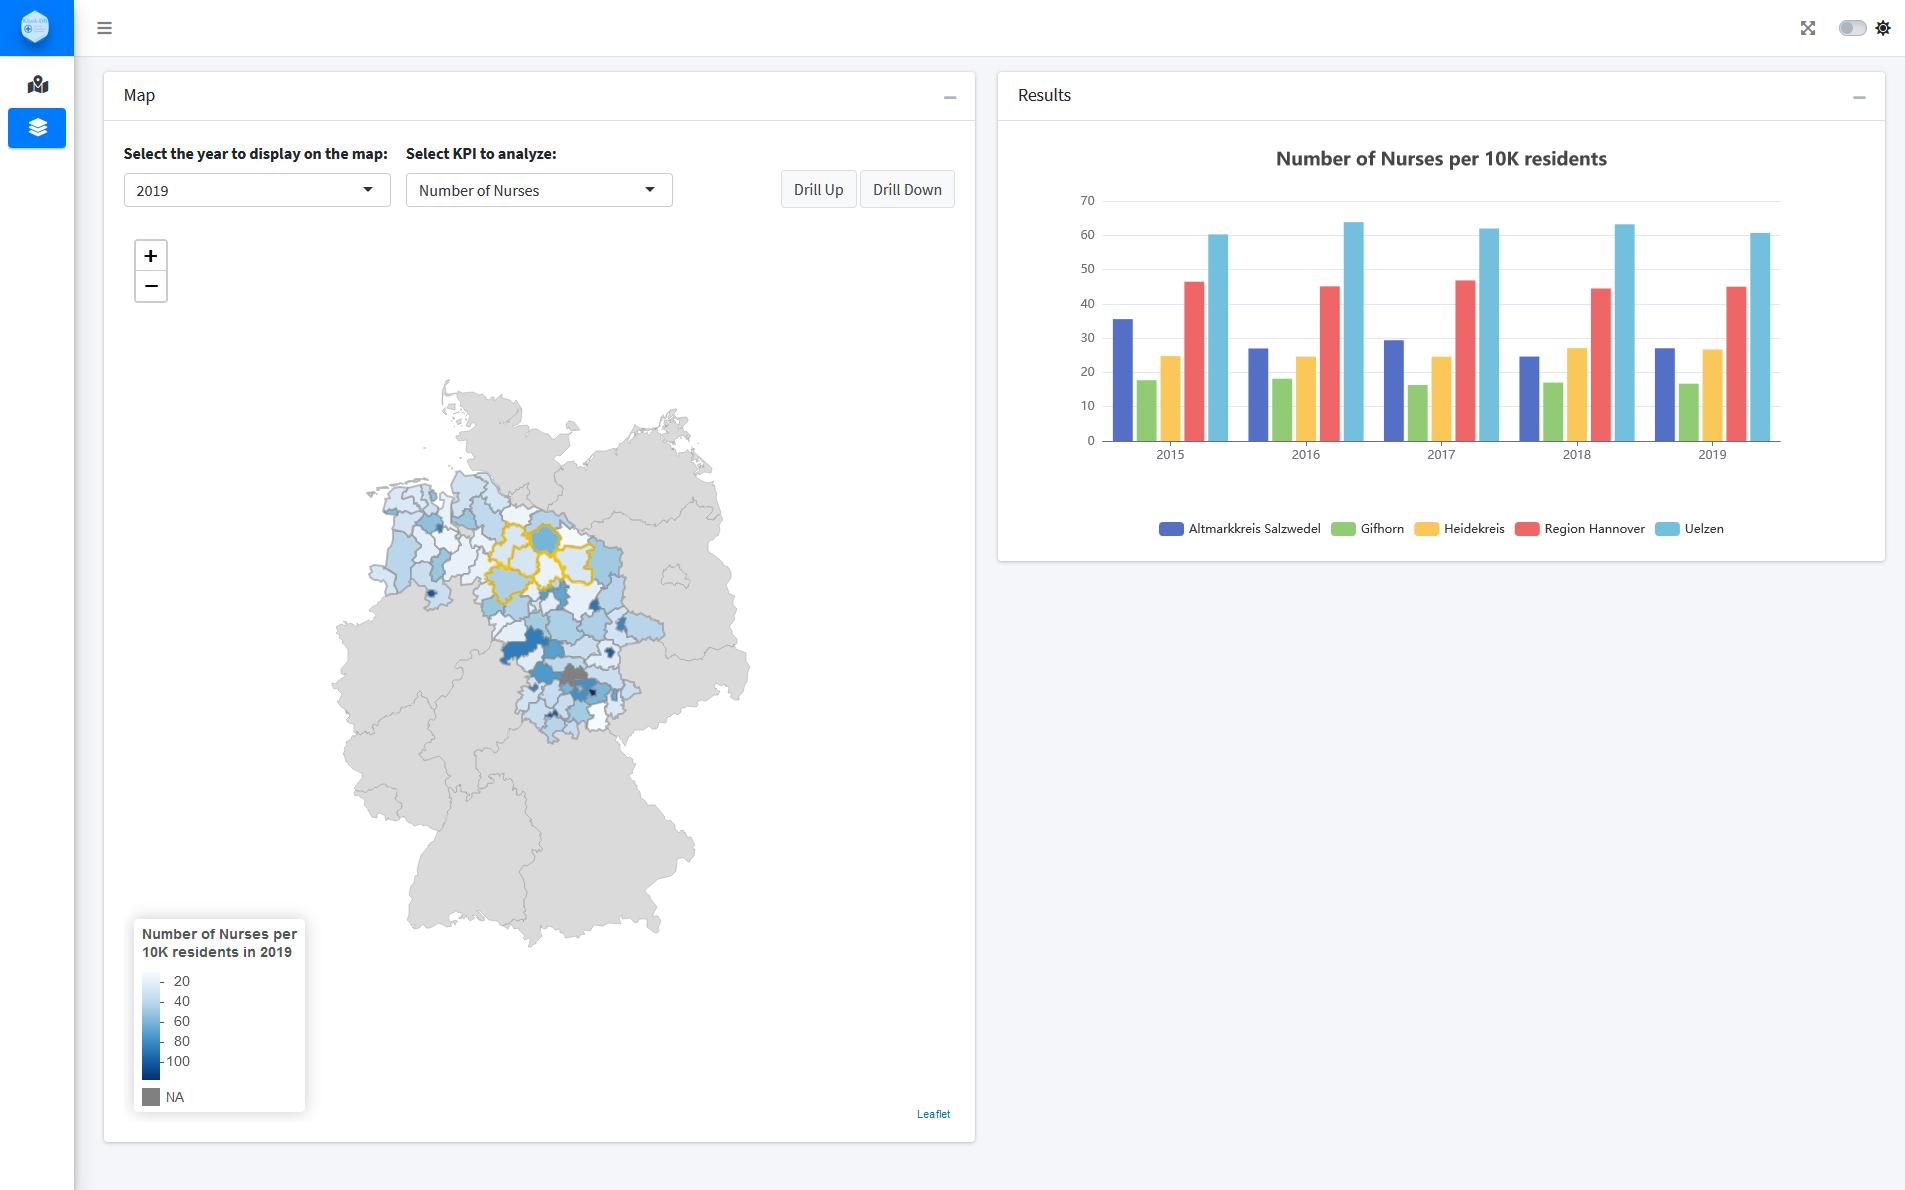 Map
Select the year to display on the map:
Select KPI to analyze:
2019
Number of Nurses
Drill Up
Drill Down
+
−
Number of Nurses per
10K residents in 2019
20
40
60
80
100
NA
Leaflet
Results
Number of Nurses per 10K residents
70
60
50
40
30
20
10
0
2015
2016
2017
2018
2019
Altmarkkreis Salzwedel
Gifhorn
Heidekreis
Region Hannover
Uelzen